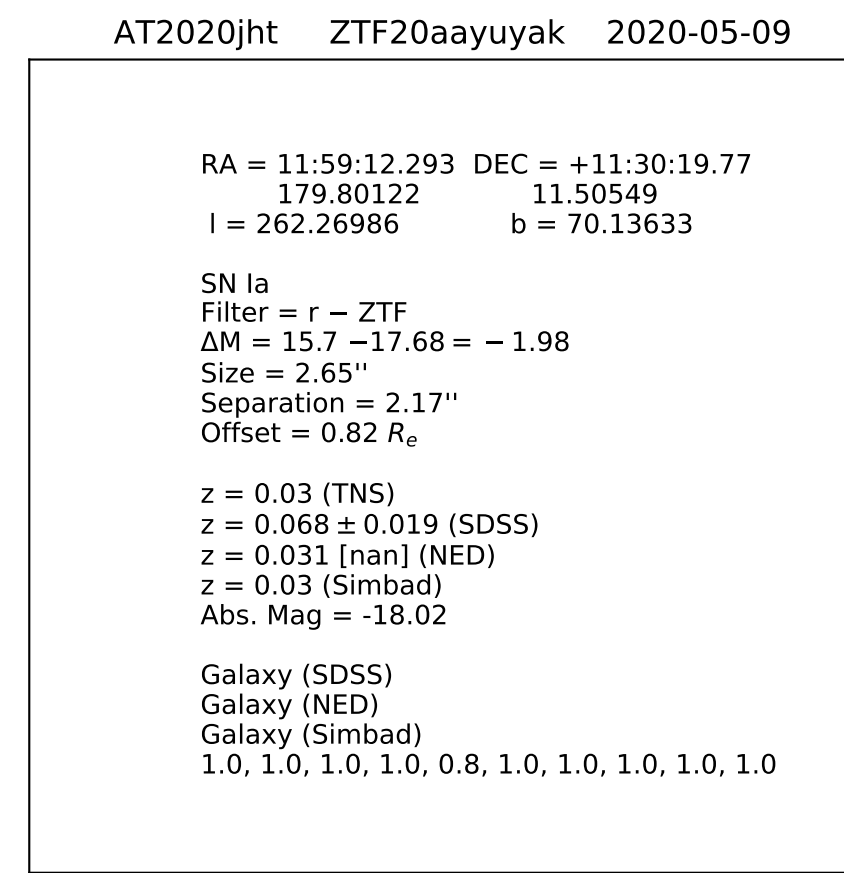 AT2020jht ZTF20aayuyak 2020-05-09
RA = 11:59:12.293 DEC = +11:30:19.77
179.80122 11.50549
l = 262.26986 b = 70.13633
SN Ia
Filter = r − ZTF
ΔM = 15.7 −17.68 = − 1.98
Size = 2.65''
Separation = 2.17''
Offset = 0.82 Re
z = 0.03 (TNS)
z = 0.068 ± 0.019 (SDSS)
z = 0.031 [nan] (NED)
z = 0.03 (Simbad)
Abs. Mag = -18.02
Galaxy (SDSS)
Galaxy (NED)
Galaxy (Simbad)
1.0, 1.0, 1.0, 1.0, 0.8, 1.0, 1.0, 1.0, 1.0, 1.0